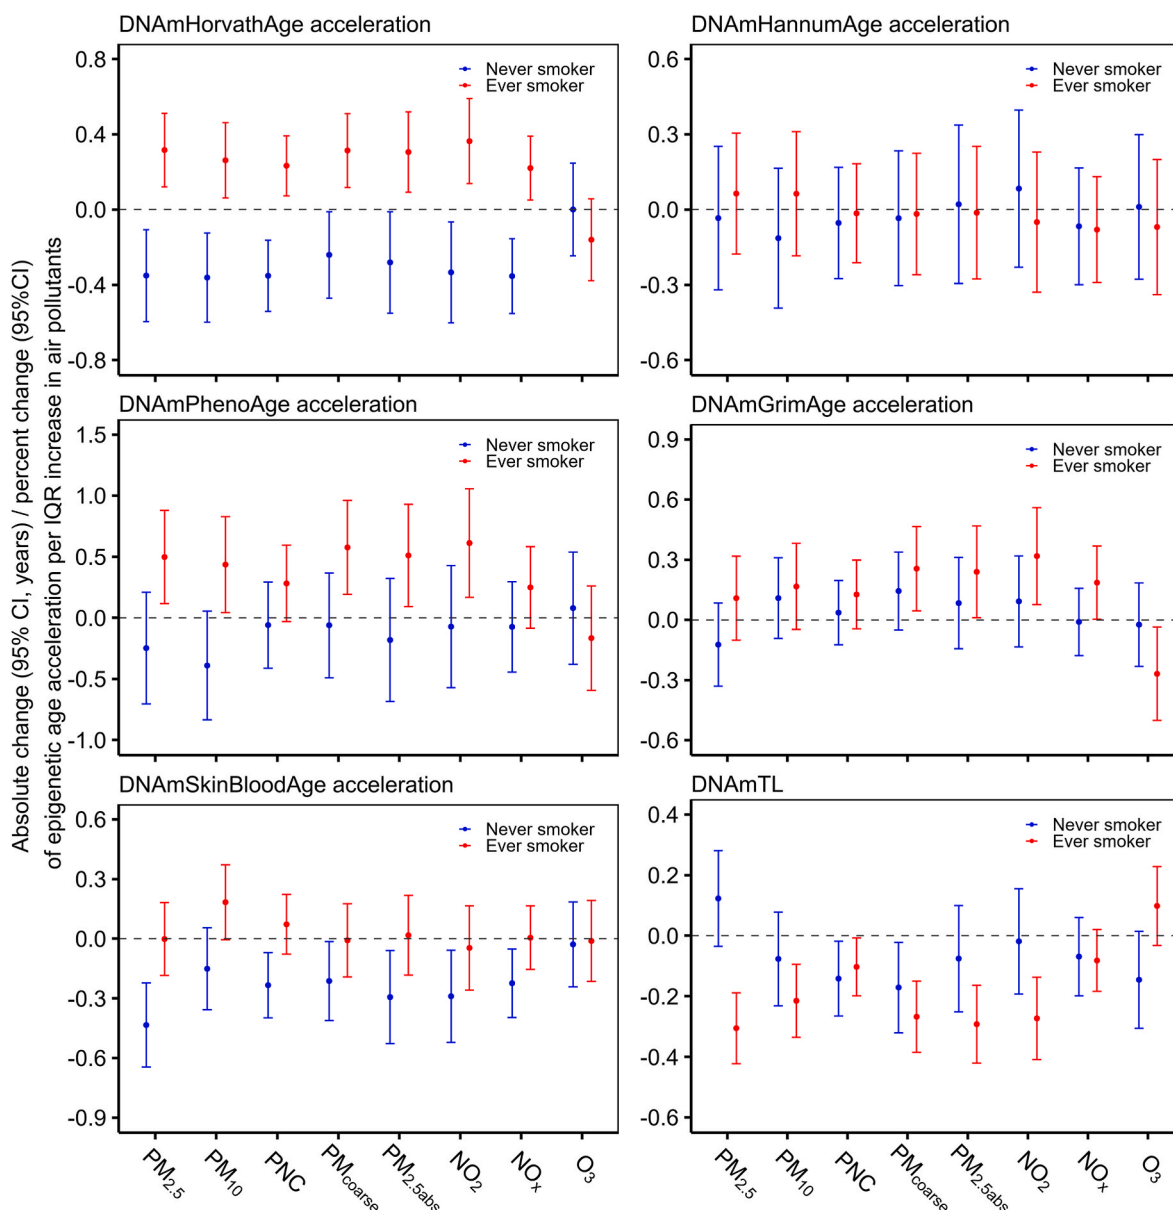 Absolute change (95% CI, years) / percent change (95%CI)
of epigenetic age acceleration per IQR increase in air pollutants
DNAmHorvathAge acceleration
0.8
0.4
0.0
-0.4
-0.8
Never smoker
Ever smoker
DNAmHannumAge acceleration
0.6
0.3
0.0
-0.3
-0.6
Never smoker
Ever smoker
DNAmPhenoAge acceleration
1.5
1.0
0.5
0.0
-0.5
-1.0
Never smoker
Ever smoker
DNAmGrimAge acceleration
0.9
0.6
0.3
0.0
-0.3
-0.6
Never smoker
Ever smoker
DNAmSkinBloodAge acceleration
0.6
0.3
0.0
-0.3
-0.6
-0.9
Never smoker
Ever smoker
DNAmTL
0.4
0.2
0.0
-0.2
-0.4
-0.6
Never smoker
Ever smoker
PM2.5
PM10
PNC
PMcoarse
PM2.5abs
NO2
NOx
O3
PM2.5
PM10
PNC
PMcoarse
PM2.5abs
NO2
NOx
O3